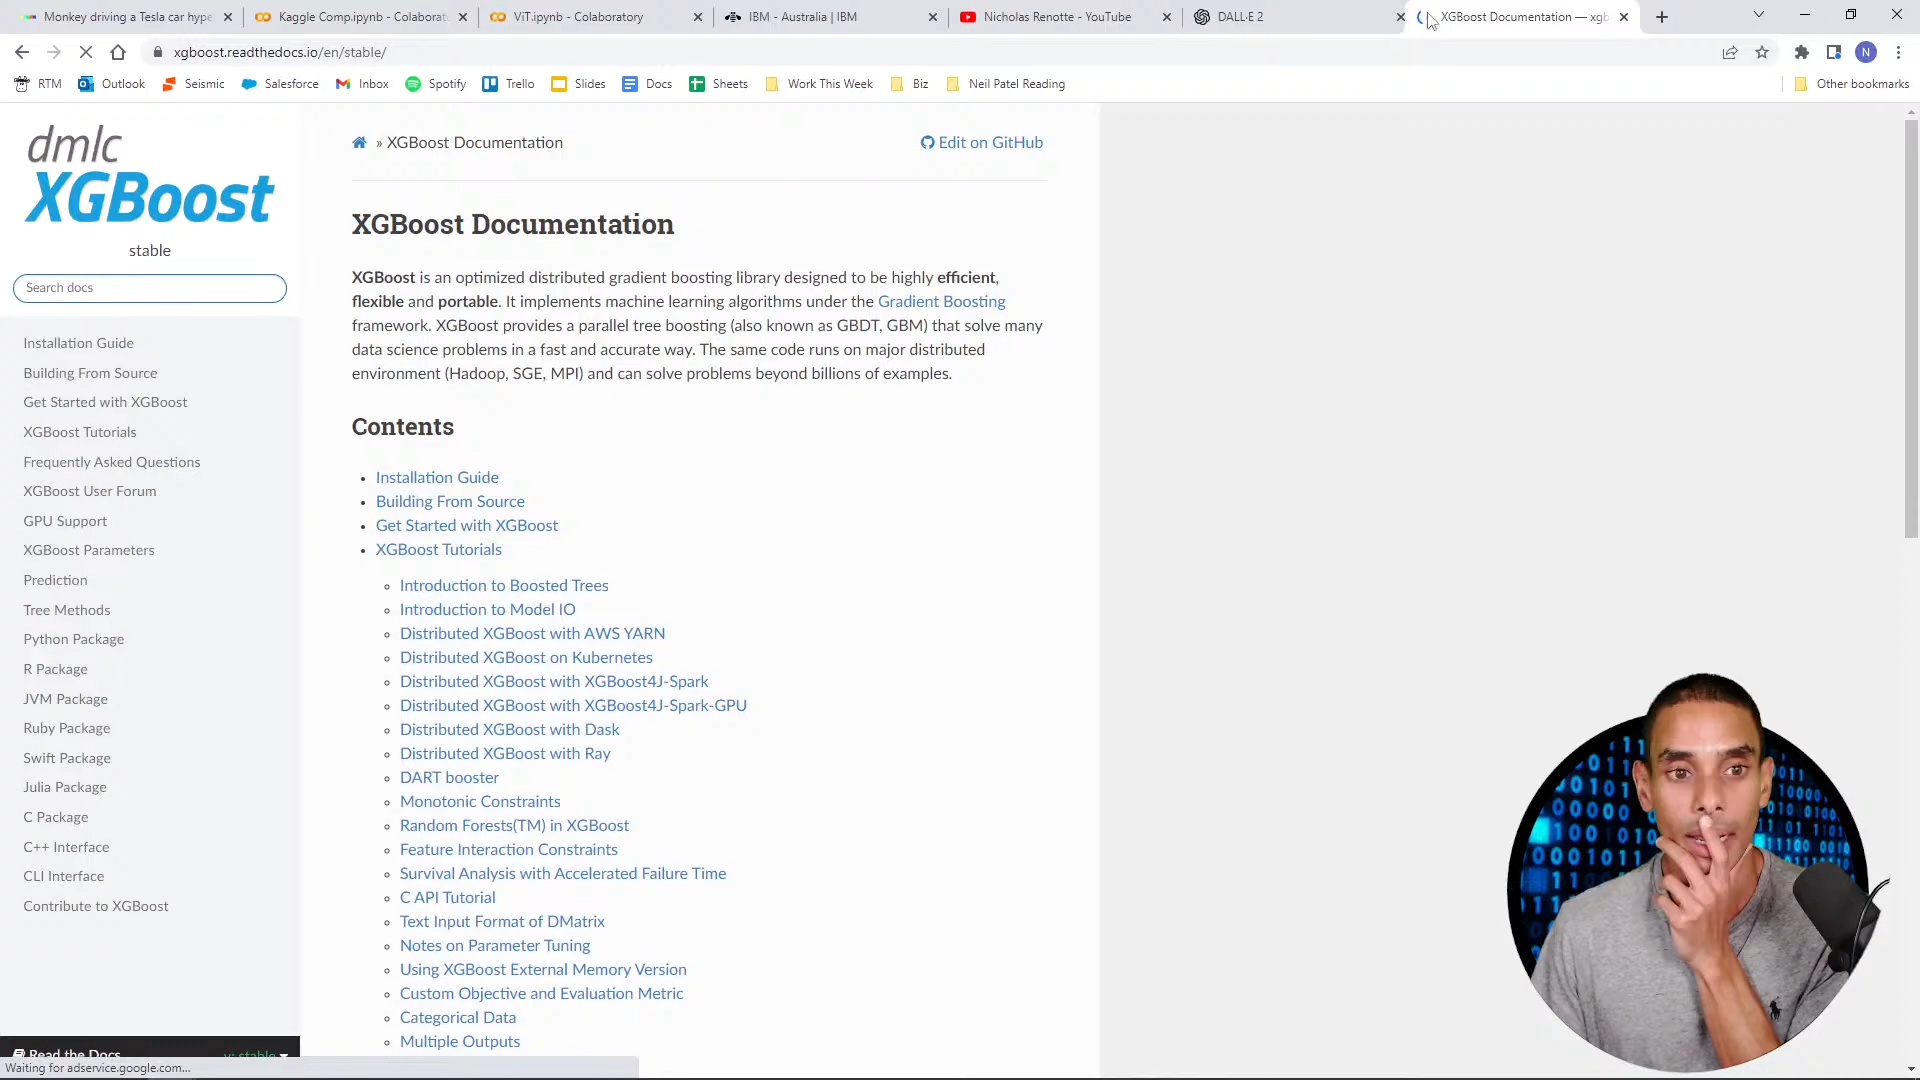 Monkey driving a Tesla car hype
Kaggle Comp.ipynb - Colaborat
ViT.ipynb - Colaboratory
IBM - Australia | IBM
Nicholas Renotte - YouTube
DALL·E 2
XGBoost Documentation — xgb
xgboost.readthedocs.io/en/stable/
N
RTM
Outlook
Seismic
Salesforce
Inbox
Spotify
Trello
Slides
Docs
Sheets
Work This Week
Biz
Neil Patel Reading
Other bookmarks
dmlc
XGBoost
stable
Search docs
Installation Guide
Building From Source
Get Started with XGBoost
XGBoost Tutorials
Frequently Asked Questions
XGBoost User Forum
GPU Support
XGBoost Parameters
Prediction
Tree Methods
Python Package
R Package
JVM Package
Ruby Package
Swift Package
Julia Package
C Package
C++ Interface
CLI Interface
Contribute to XGBoost
Read the Docs
v: stable
Waiting for adservice.google.com...
» XGBoost Documentation
Edit on GitHub
XGBoost Documentation
XGBoost is an optimized distributed gradient boosting library designed to be highly efficient,
flexible and portable. It implements machine learning algorithms under the Gradient Boosting
framework. XGBoost provides a parallel tree boosting (also known as GBDT, GBM) that solve many
data science problems in a fast and accurate way. The same code runs on major distributed
environment (Hadoop, SGE, MPI) and can solve problems beyond billions of examples.
Contents
• Installation Guide
• Building From Source
• Get Started with XGBoost
• XGBoost Tutorials
◦ Introduction to Boosted Trees
◦ Introduction to Model IO
◦ Distributed XGBoost with AWS YARN
◦ Distributed XGBoost on Kubernetes
◦ Distributed XGBoost with XGBoost4J-Spark
◦ Distributed XGBoost with XGBoost4J-Spark-GPU
◦ Distributed XGBoost with Dask
◦ Distributed XGBoost with Ray
◦ DART booster
◦ Monotonic Constraints
◦ Random Forests(TM) in XGBoost
◦ Feature Interaction Constraints
◦ Survival Analysis with Accelerated Failure Time
◦ C API Tutorial
◦ Text Input Format of DMatrix
◦ Notes on Parameter Tuning
◦ Using XGBoost External Memory Version
◦ Custom Objective and Evaluation Metric
◦ Categorical Data
◦ Multiple Outputs